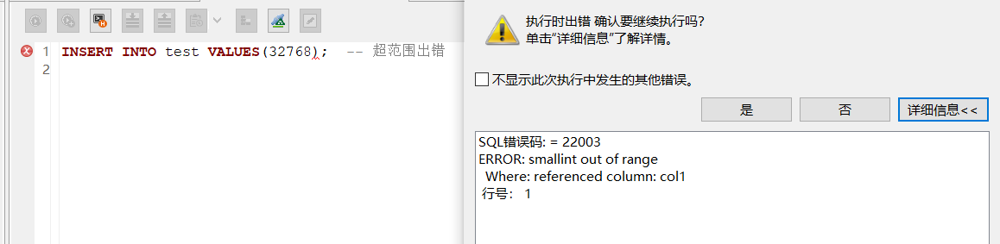 1 INSERT INTO test VALUES(32768); -- 超范围出错
2
执行时出错 确认要继续执行吗?
单击“详细信息”了解详情。
不显示此次执行中发生的其他错误。
是 否 详细信息<<
SQL错误码: = 22003
ERROR: smallint out of range
Where: referenced column: col1
行号： 1